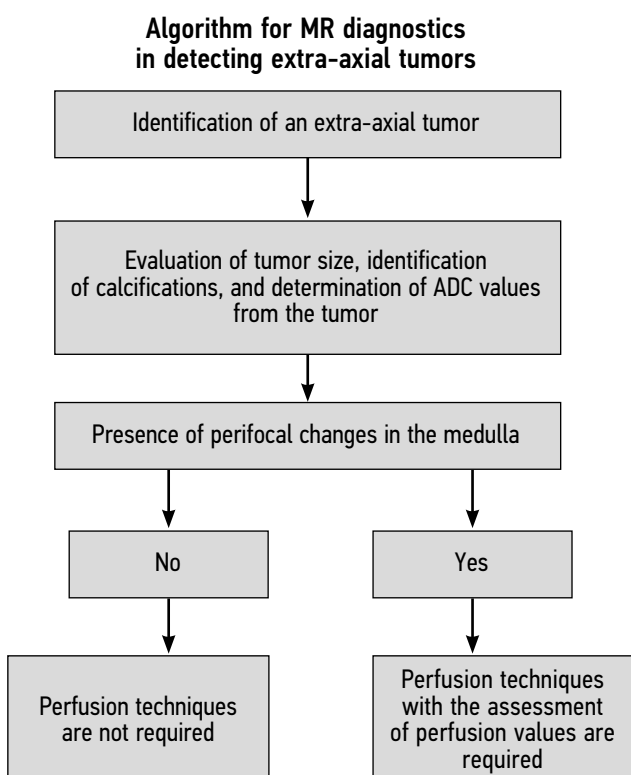 Algorithm for MR diagnostics
in detecting extra-axial tumors
Identification of an extra-axial tumor
Evaluation of tumor size, identification
of calcifications, and determination of ADC values
from the tumor
Presence of perifocal changes in the medulla
No
Yes
Perfusion techniques
are not required
Perfusion techniques
with the assessment
of perfusion values are
required